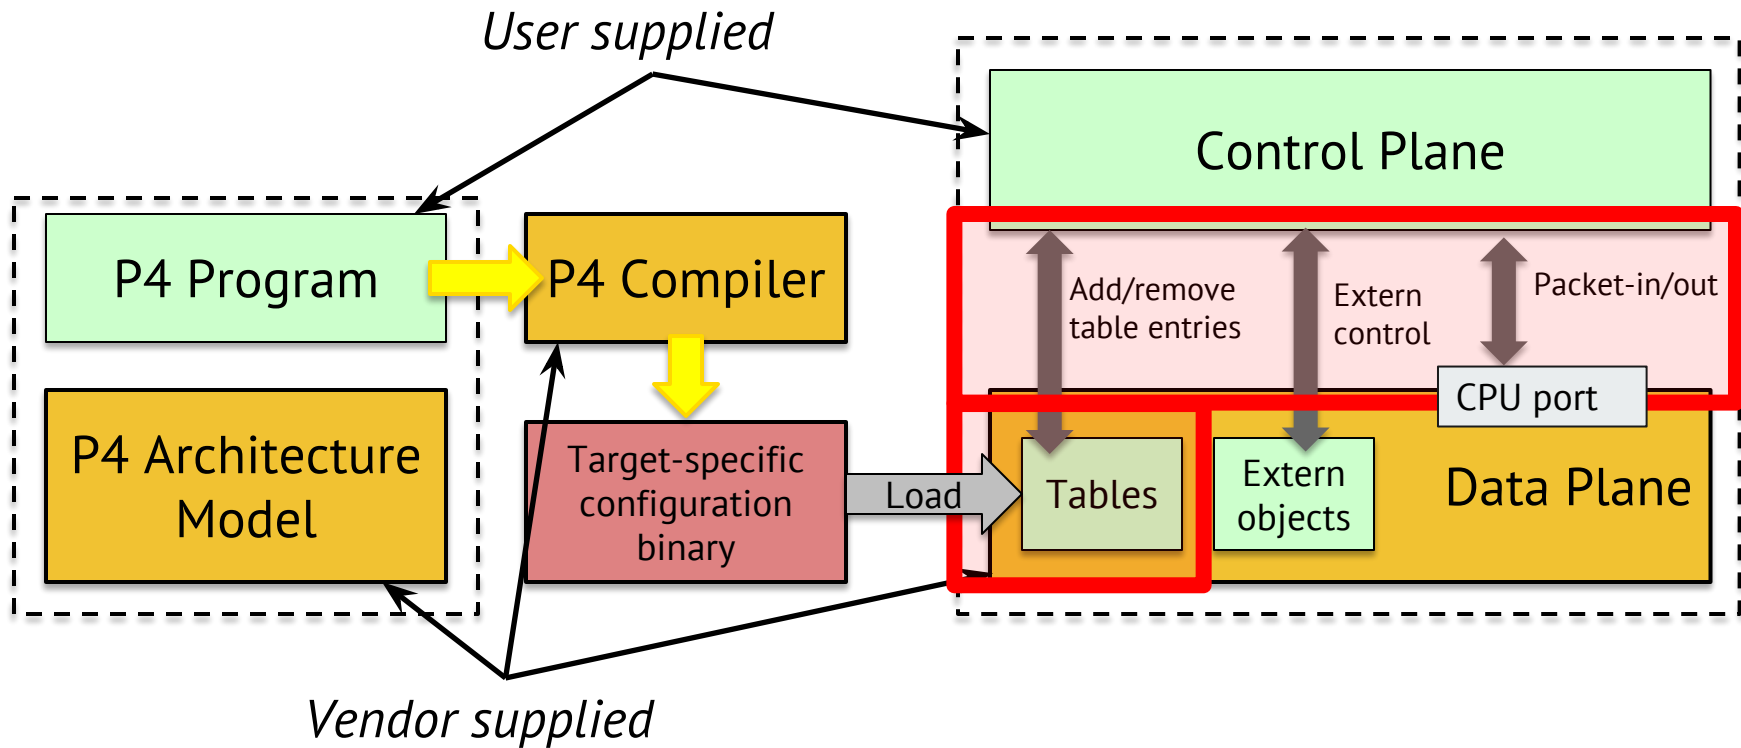 User supplied
Control Plane
P4 Program
P4 Compiler
Add/remove
table entries
Extern
control
Packet-in/out
CPU port
P4 Architecture
Model
Target-specific
configuration
binary
Load
Tables
Extern
objects
Data Plane
Vendor supplied